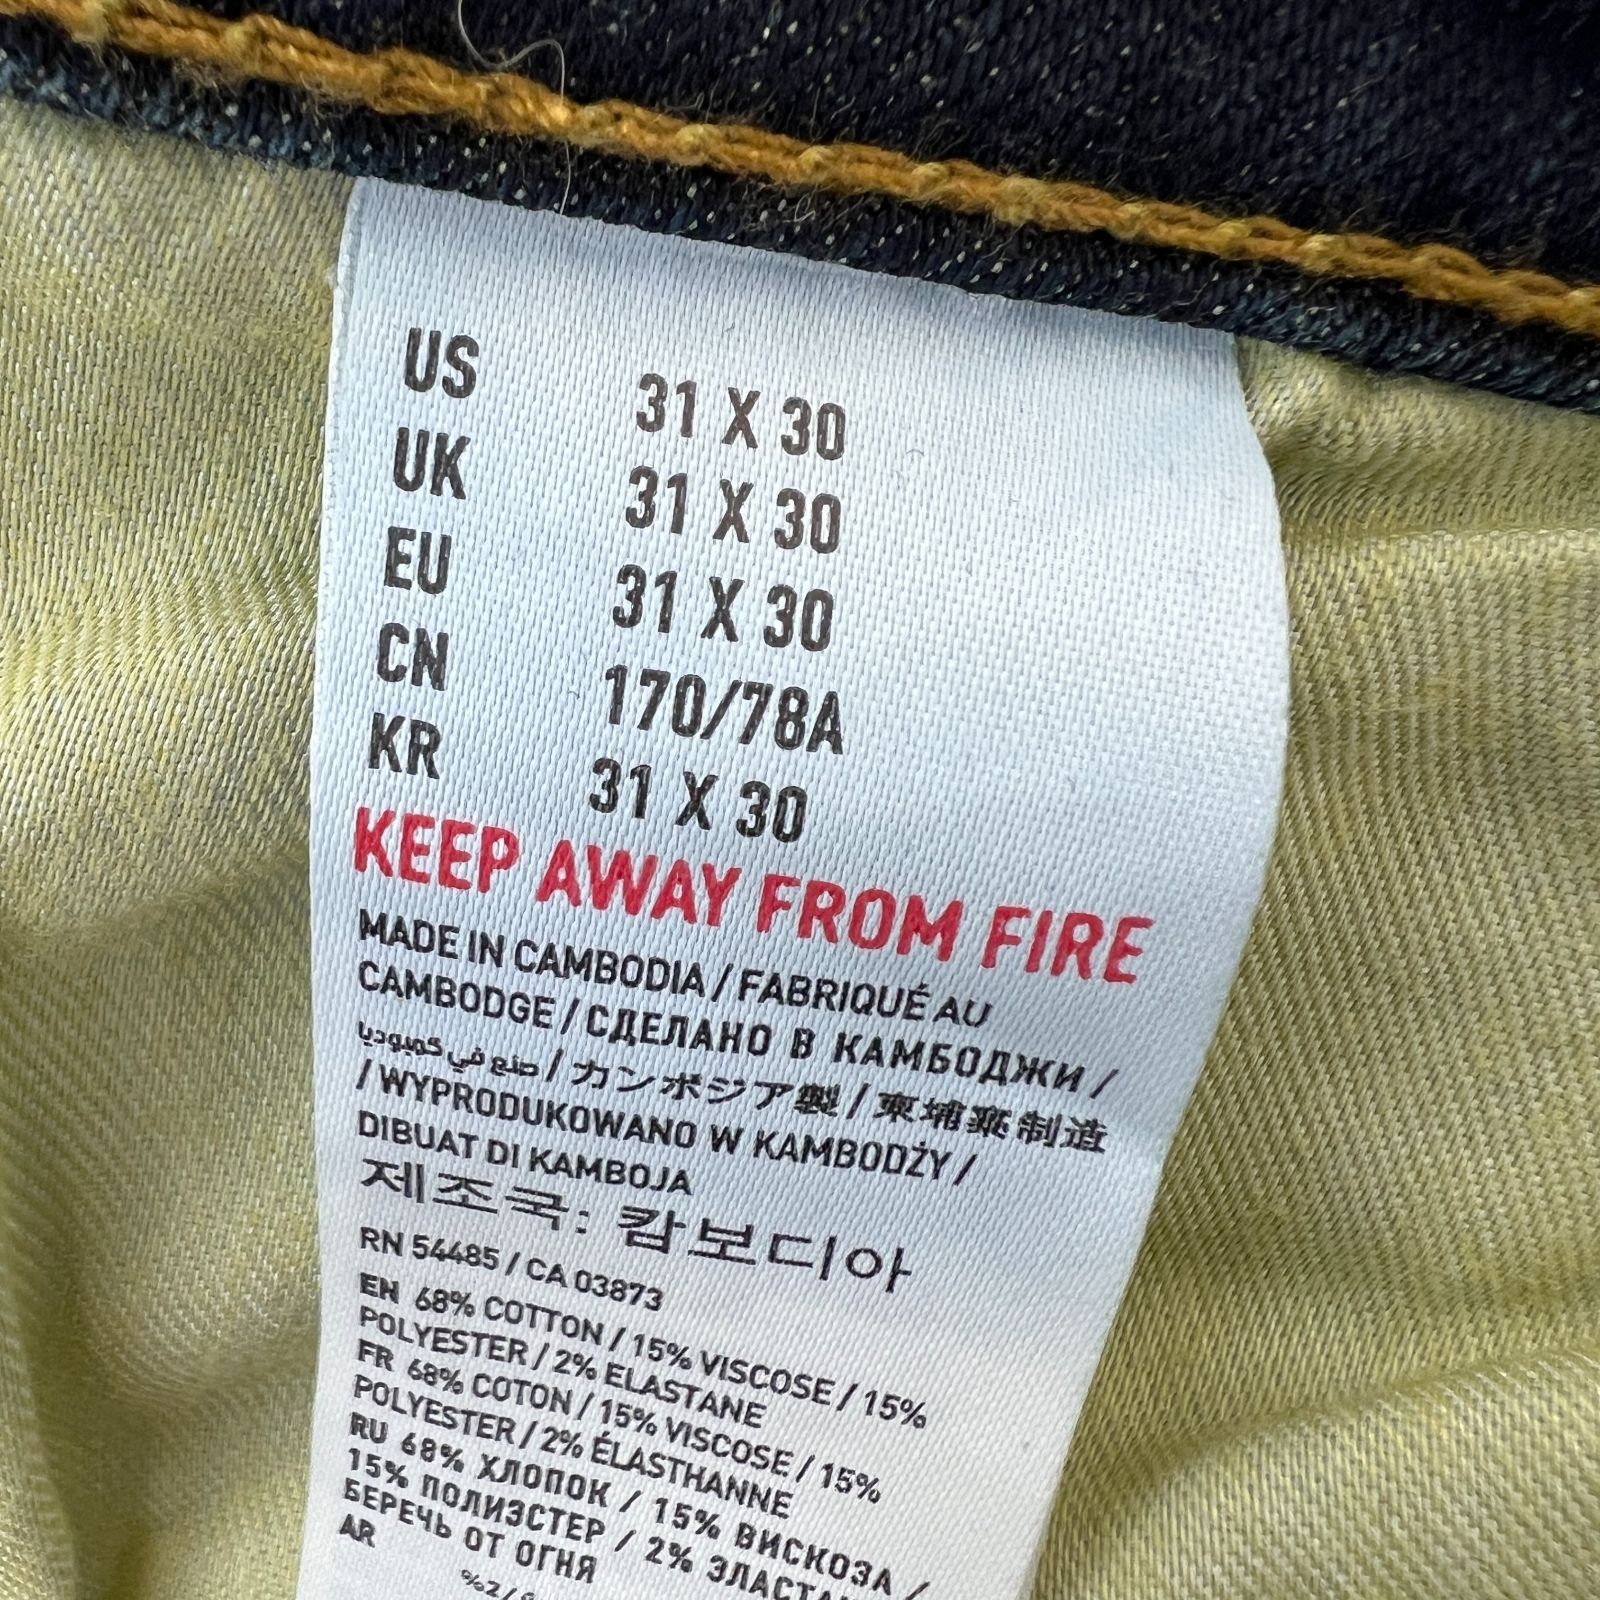 US 31 X 30
UK 31 X 30
EU 31 X 30
CN 170/78A
KR 31 X 30
KEEP AWAY FROM FIRE
MADE IN CAMBODIA / FABRIQUÉ AU
CAMBODGE / СДЕЛАНО В КАМБОДЖИ /
صنع في كمبوديا / カンボジア製 / 柬埔寨制造
/ WYPRODUKOWANO W KAMBODŻY /
DIBUAT DI KAMBOJA
제조국: 캄보디아
RN 54485 / CA 03873
EN 68% COTTON / 15% VISCOSE / 15%
POLYESTER / 2% ELASTANE
FR 68% COTON / 15% VISCOSE / 15%
POLYESTER / 2% ÉLASTHANNE
RU 68% ХЛОПОК / 15% ВИСКОЗА /
15% ПОЛИЭСТЕР / 2%
БЕРЕЧЬ ОТ ОГНЯ
AR